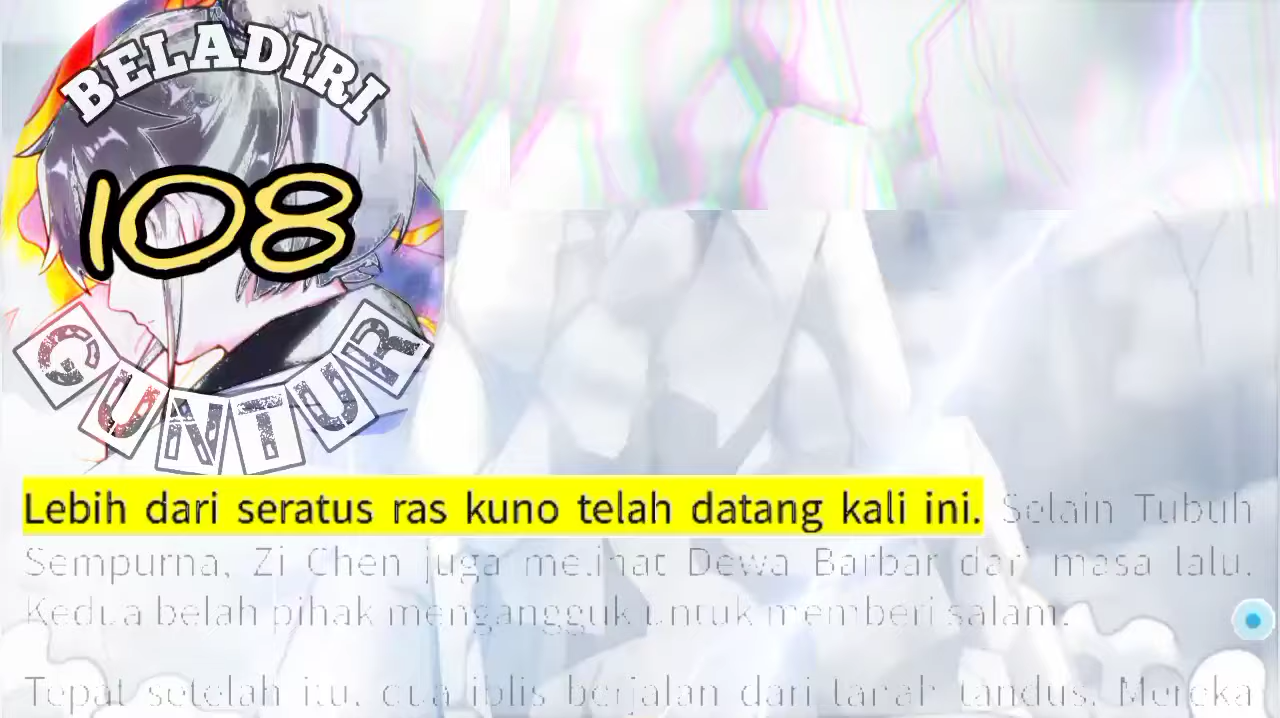 BELADIRI
108
GUNTUR
Lebih dari seratus ras kuno telah datang kali ini. Selain Tubuh
Sempurna, Zi Chen juga melihat Dewa Barbar dari masa lalu.
Kedua belah pihak mengangguk untuk memberi salam.
Tepat setelah itu, dua iblis berjalan dari tanah tandus. Mereka